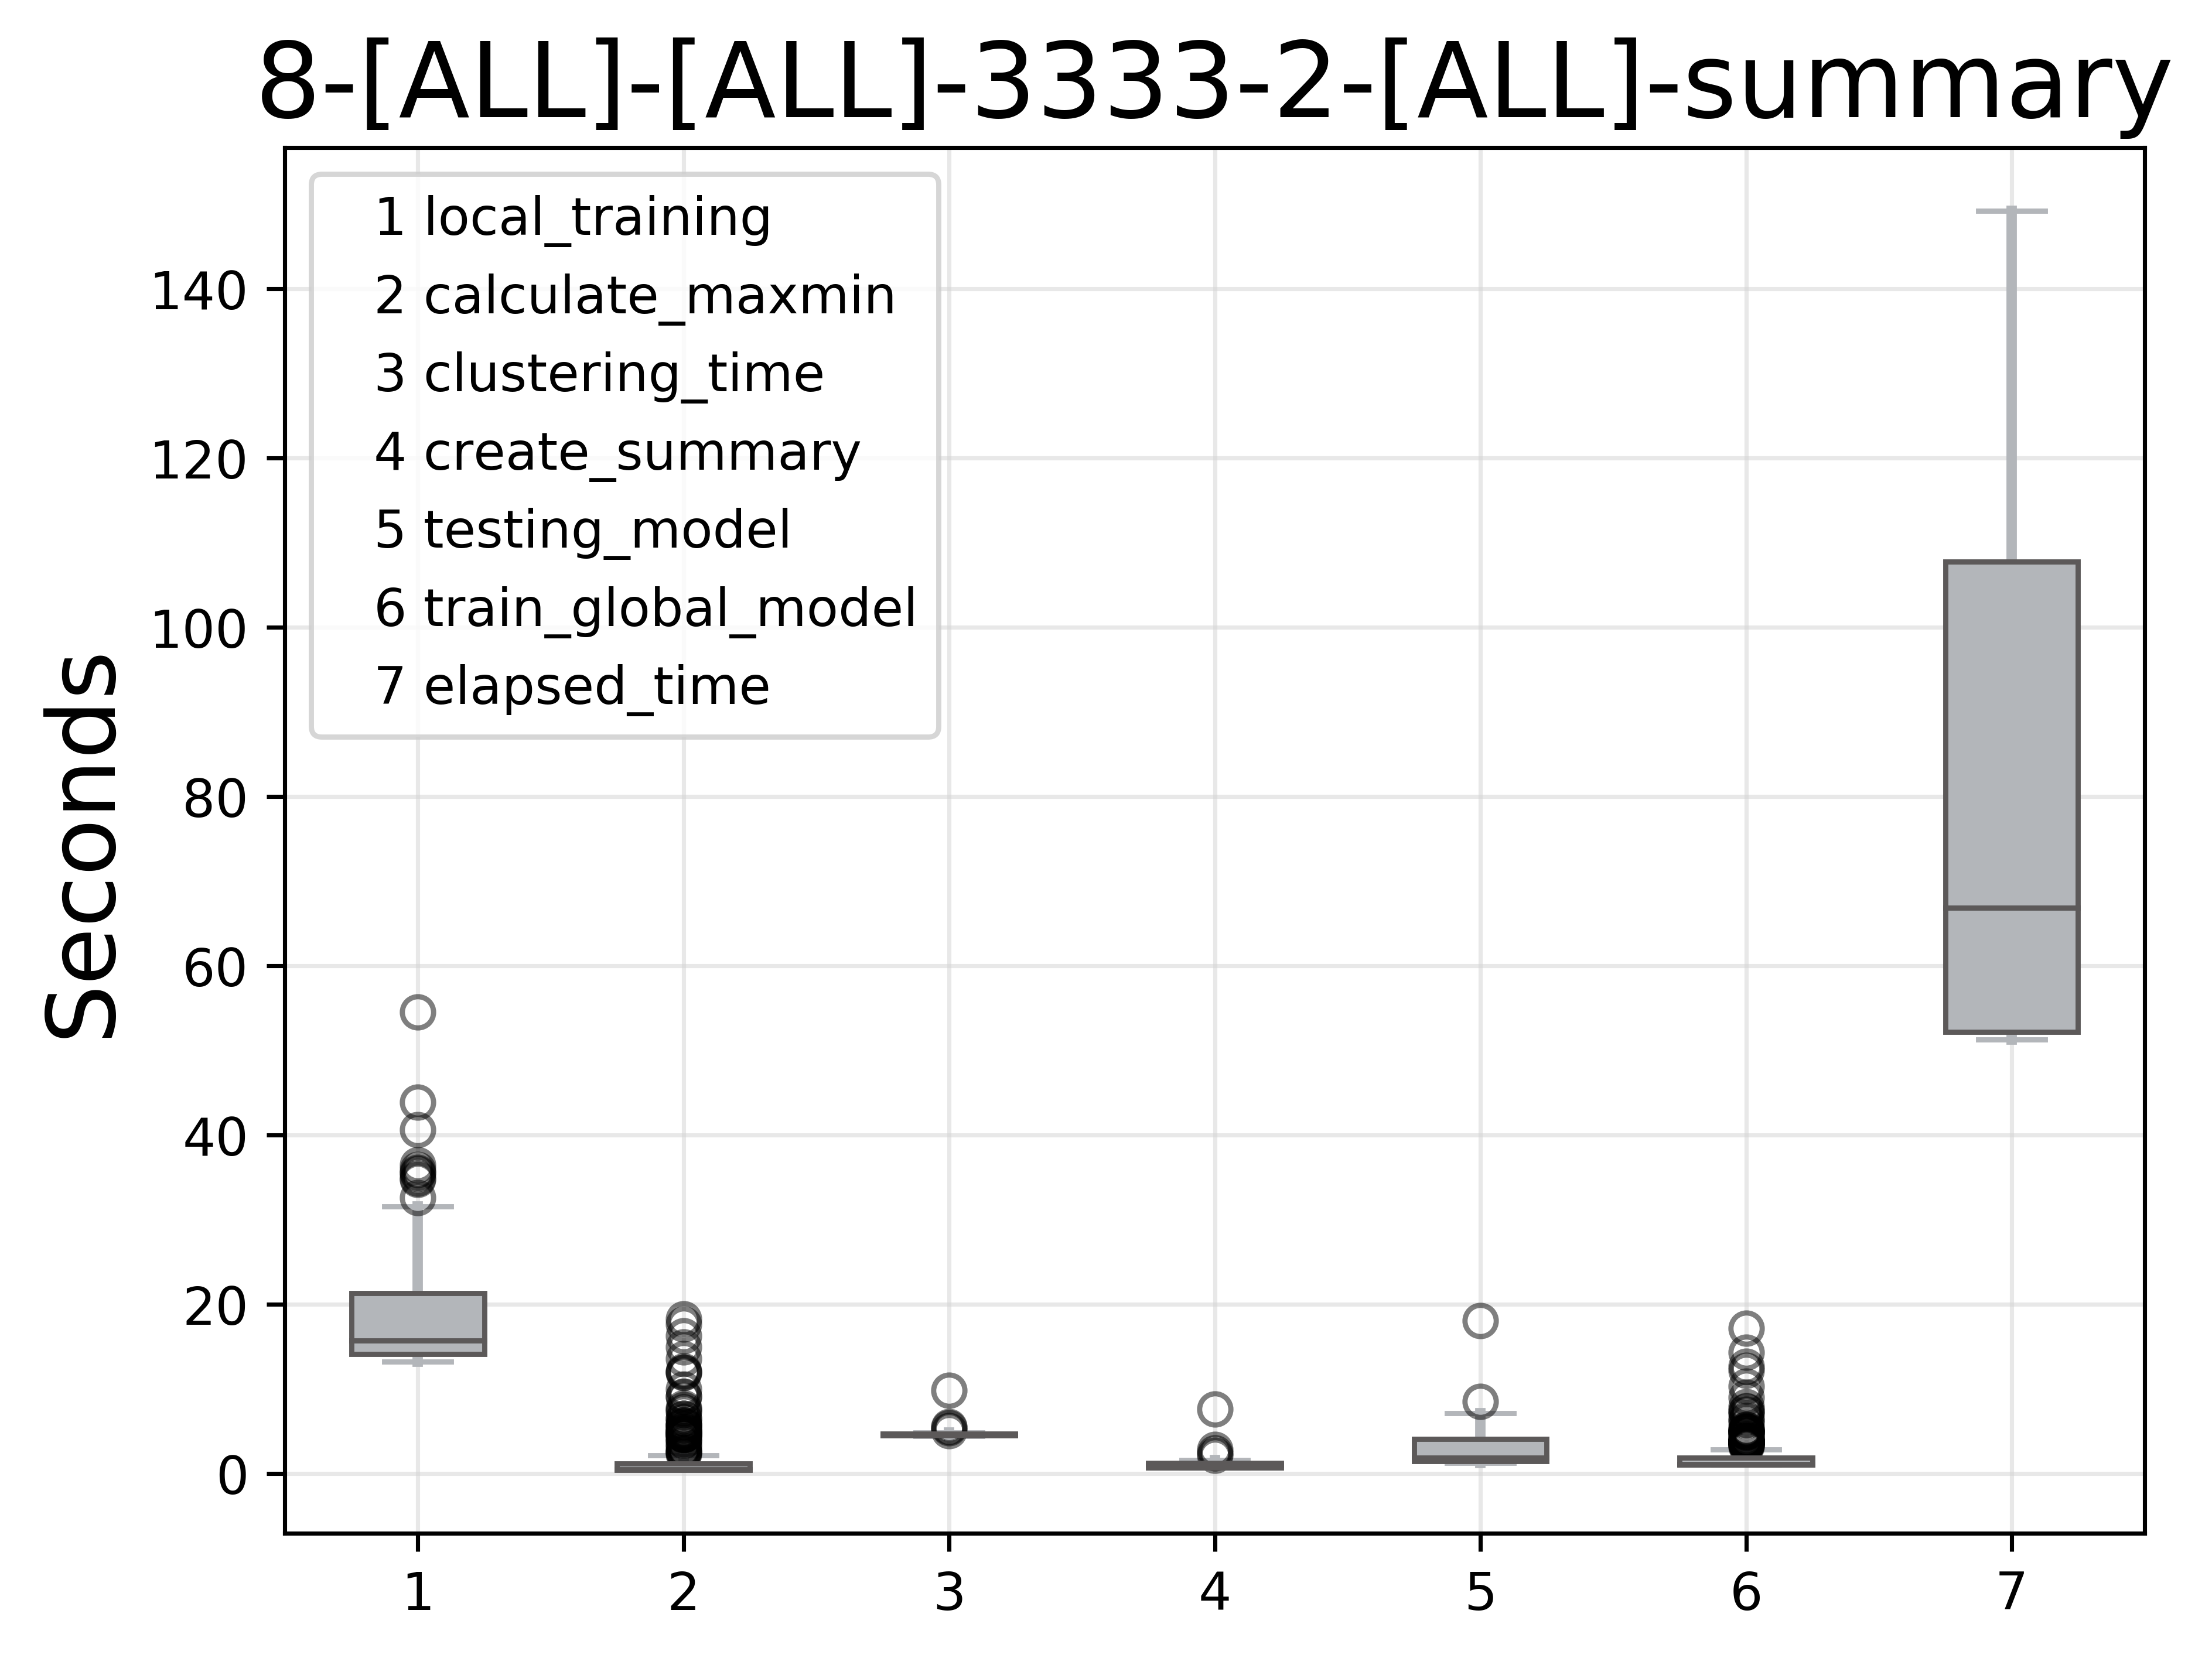 8-[ALL]-[ALL]-3333-2-[ALL]-summary
1 local_training
2 calculate_maxmin
3 clustering_time
4 create_summary
5 testing_model
6 train_global_model
7 elapsed_time
Seconds
140
120
100
80
60
40
20
0
1 2 3 4 5 6 7